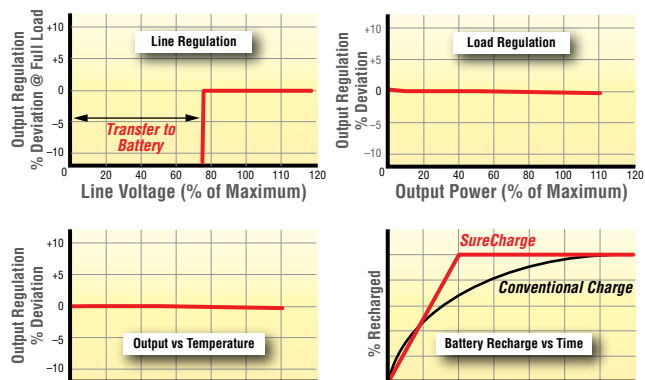 Output Regulation
% Deviation @ Full Load
+10
+5
0
−5
−10
Line Regulation
Transfer to
Battery
0 20 40 60 80 100 110 120
Line Voltage (% of Maximum)
Output Regulation
% Deviation
+10
+5
0
−5
−10
Load Regulation
0 20 40 60 80 100 110 120
Output Power (% of Maximum)
Output Regulation
% Deviation
+10
+5
0
−5
−10
Output vs Temperature
% Recharged
SureCharge
Conventional Charge
Battery Recharge vs Time